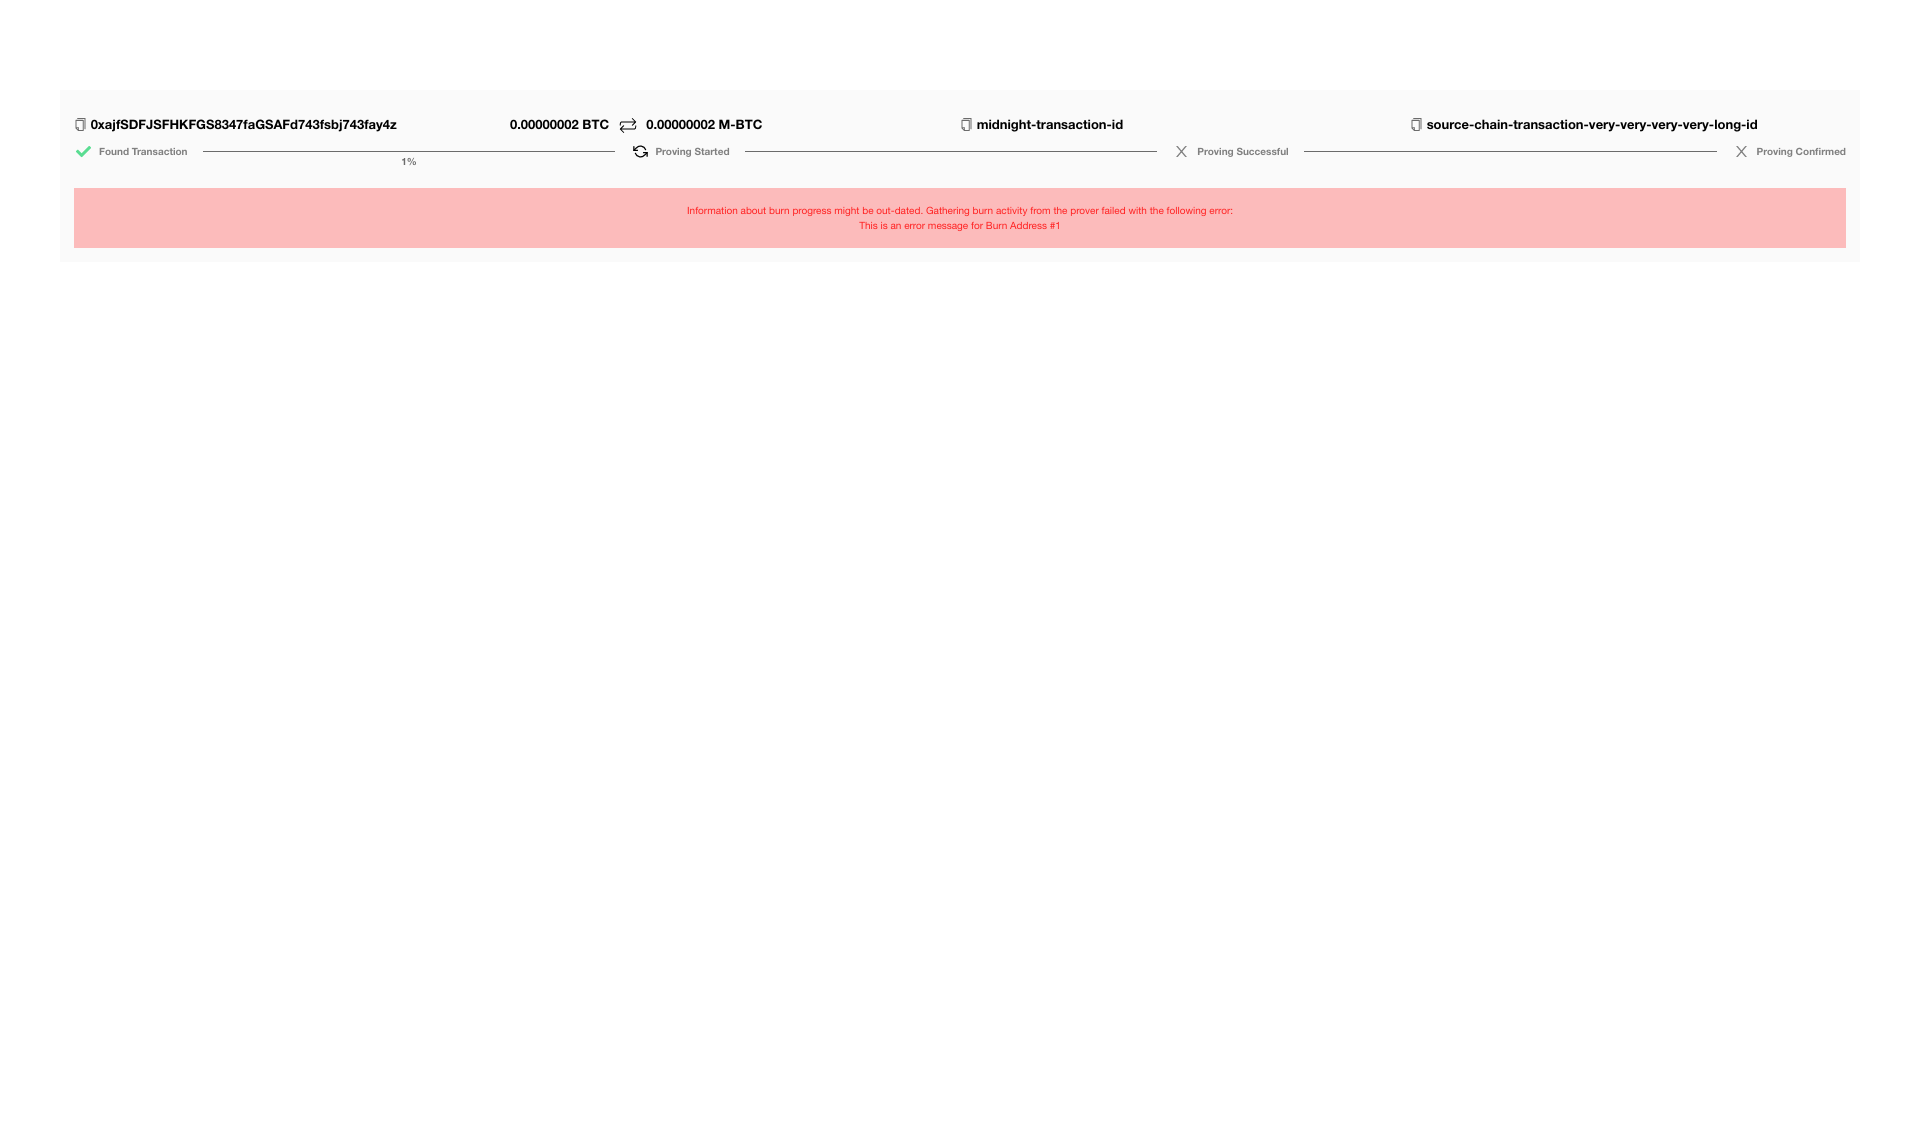 0xajfSDFJSFHKFGS8347faGSAFd743fsbj743fay4z 0.00000002 BTC 0.00000002 M-BTC midnight-transaction-id source-chain-transaction-very-very-very-very-long-id
Found Transaction Proving Started Proving Successful Proving Confirmed
1%
Information about burn progress might be out-dated. Gathering burn activity from the prover failed with the following error:
This is an error message for Burn Address #1